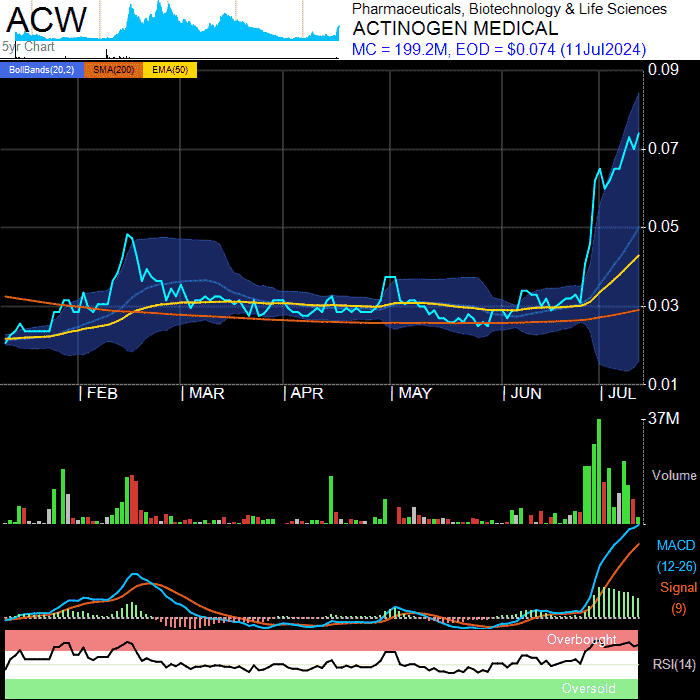 ACW
5yr Chart
Pharmaceuticals, Biotechnology & Life Sciences
ACTINOGEN MEDICAL
MC = 199.2M, EOD = $0.074 (11Jul2024)
BollBands(20,2) SMA(200) EMA(50)
0.09
0.07
0.05
0.03
0.01
FEB MAR APR MAY JUN JUL
37M
Volume
MACD
(12-26)
Signal
(9)
Overbought
RSI(14)
Oversold